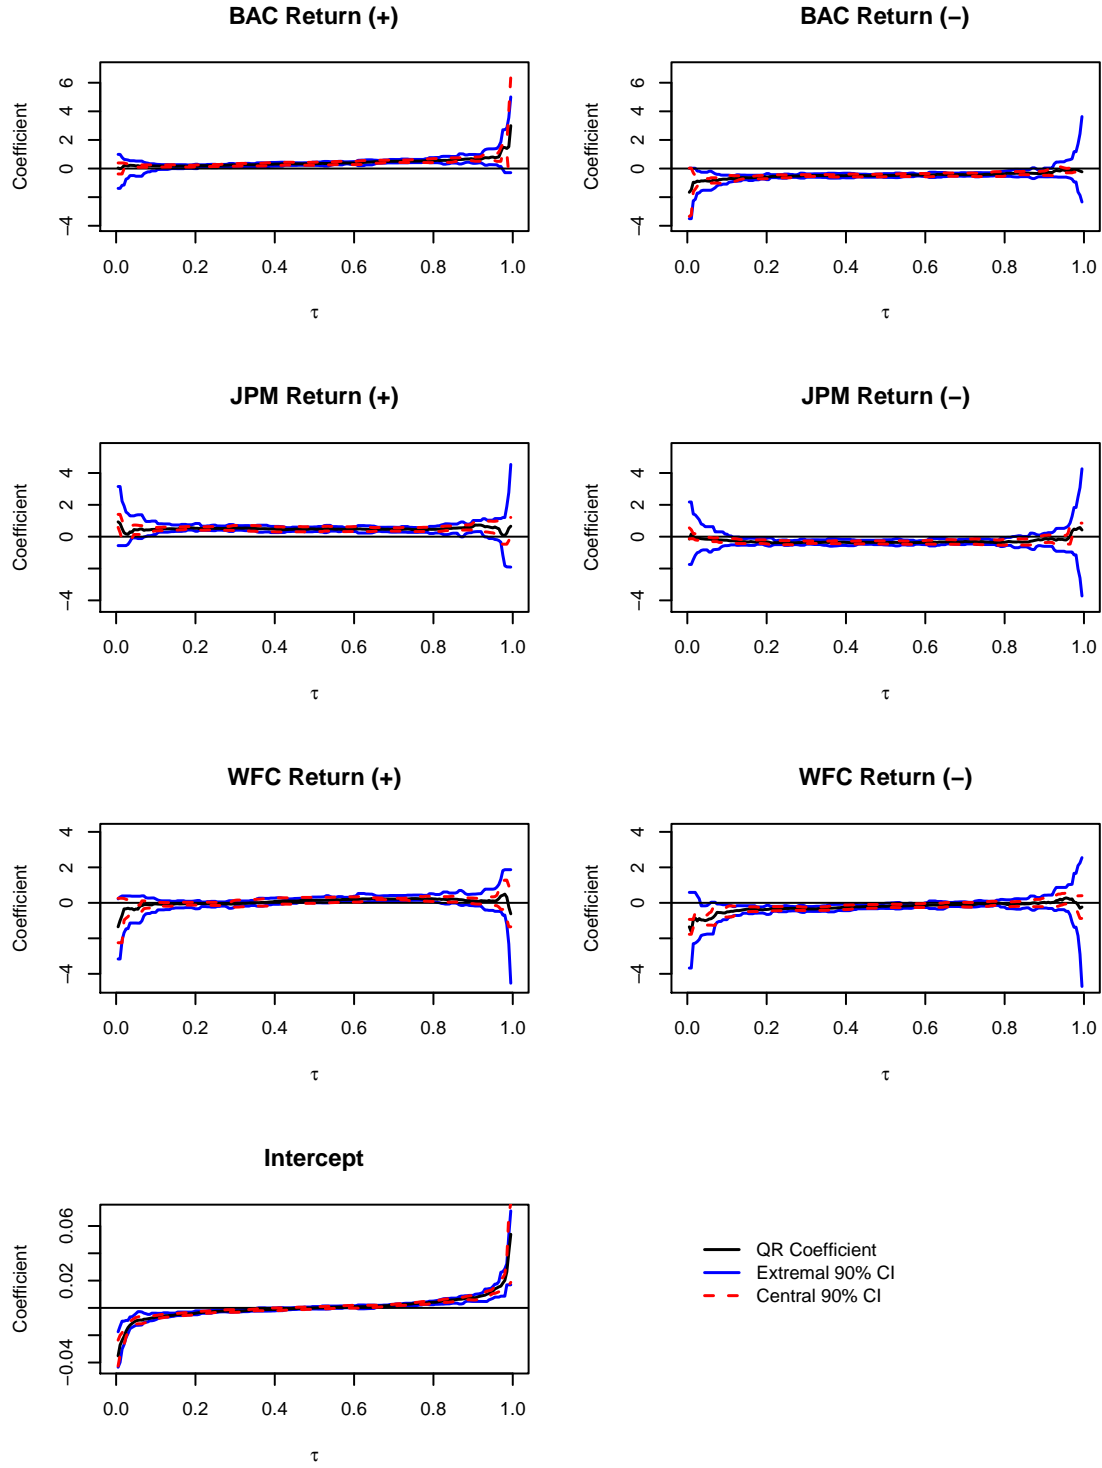 BAC Return (+)
Coefficient
6
4
2
0
−4
0.0 0.2 0.4 0.6 0.8 1.0
τ
BAC Return (−)
Coefficient
6
4
2
0
−4
0.0 0.2 0.4 0.6 0.8 1.0
τ
JPM Return (+)
Coefficient
4
2
0
−4
0.0 0.2 0.4 0.6 0.8 1.0
τ
JPM Return (−)
Coefficient
4
2
0
−4
0.0 0.2 0.4 0.6 0.8 1.0
τ
WFC Return (+)
Coefficient
4
2
0
−4
0.0 0.2 0.4 0.6 0.8 1.0
τ
WFC Return (−)
Coefficient
4
2
0
−4
0.0 0.2 0.4 0.6 0.8 1.0
τ
Intercept
Coefficient
0.06
0.02
−0.04
0.0 0.2 0.4 0.6 0.8 1.0
τ
QR Coefficient
Extremal 90% CI
Central 90% CI